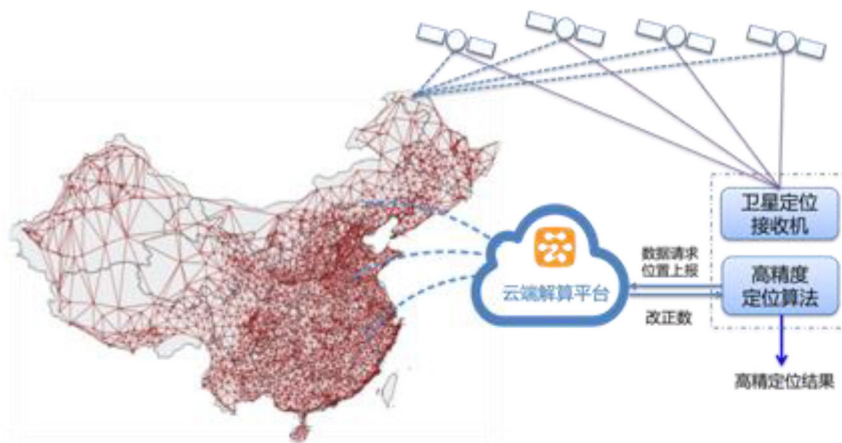 卫星定位
接收机
数据请求
位置上报
高精度
定位算法
云端解算平台
改正数
高精定位结果